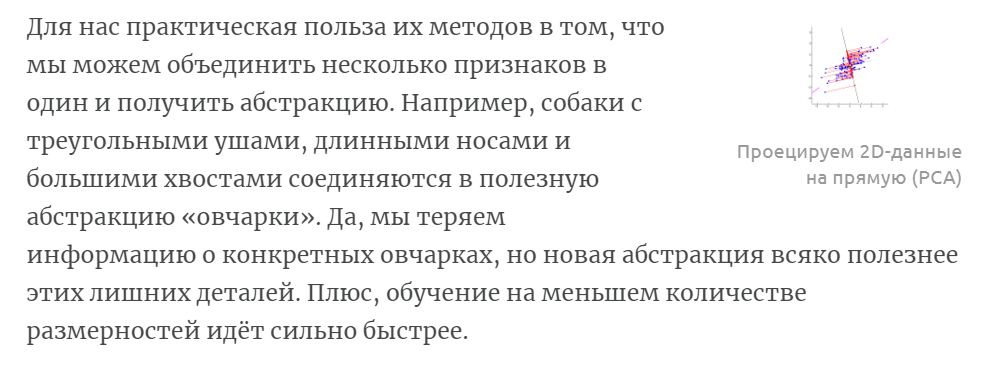 Для нас практическая польза их методов в том, что
мы можем объединить несколько признаков в
один и получить абстракцию. Например, собаки с
треугольными ушами, длинными носами и
большими хвостами соединяются в полезную
абстракцию «овчарки». Да, мы теряем
информацию о конкретных овчарках, но новая абстракция всяко полезнее
этих лишних деталей. Плюс, обучение на меньшем количестве
размерностей идёт сильно быстрее.
Проецируем 2D-данные
на прямую (PCA)